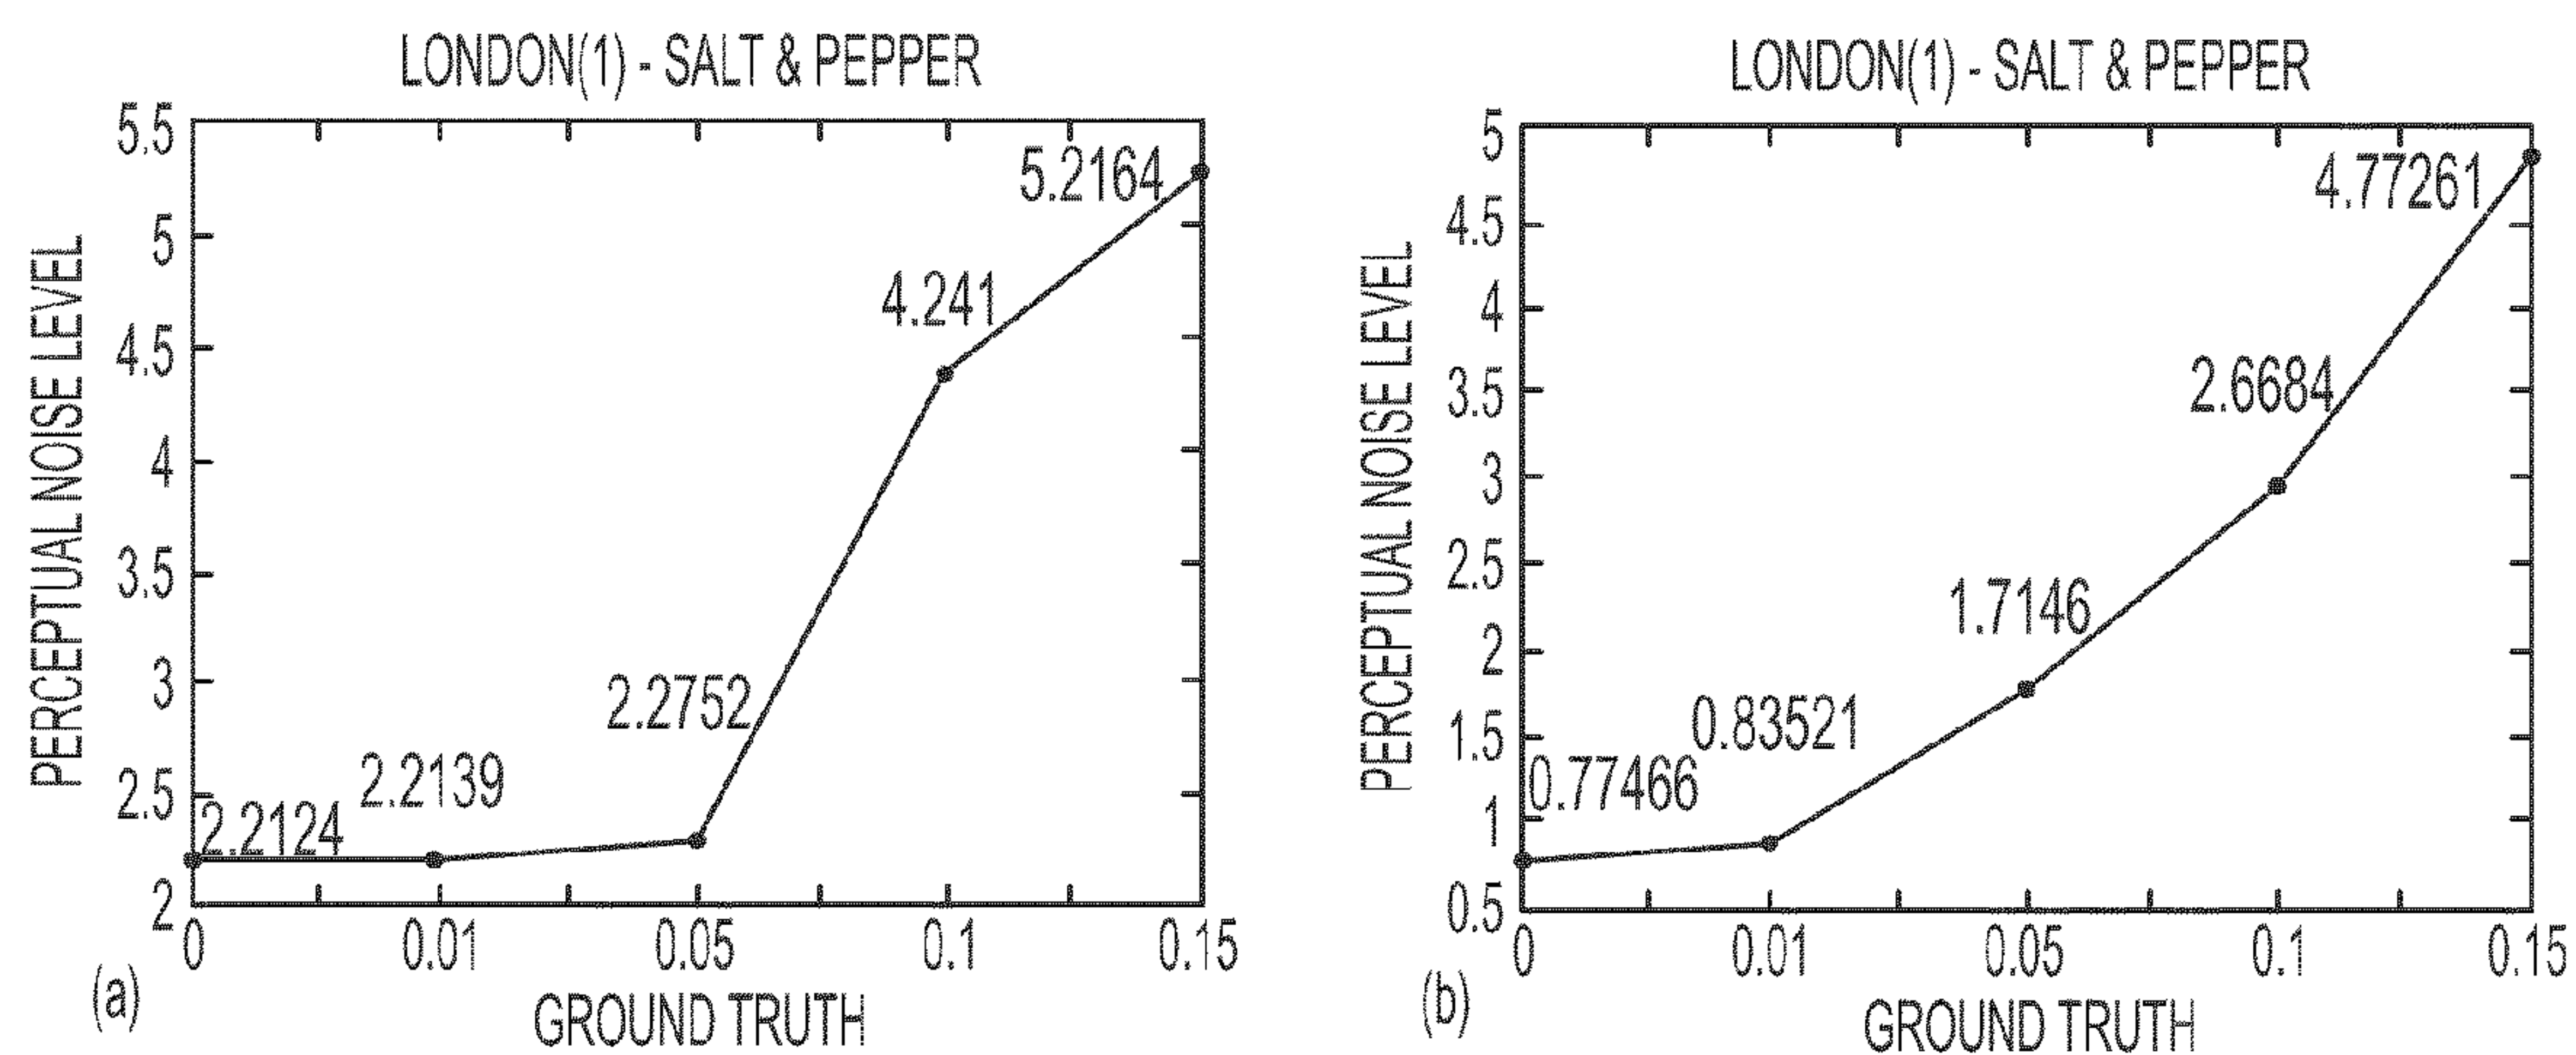 LONDON(1) - SALT & PEPPER
5.5
5
4.5
4
3.5
3
2.5
2
PERCEPTUAL NOISE LEVEL
5.2164
4.241
2.2752
2.2139
2.2124
0 0.01 0.05 0.1 0.15
GROUND TRUTH
(a)
LONDON(1) - SALT & PEPPER
5
4.5
4
3.5
3
2.5
2
1.5
1
0.5
PERCEPTUAL NOISE LEVEL
4.77261
2.6684
1.7146
0.83521
0.77466
0 0.01 0.05 0.1 0.15
GROUND TRUTH
(b)